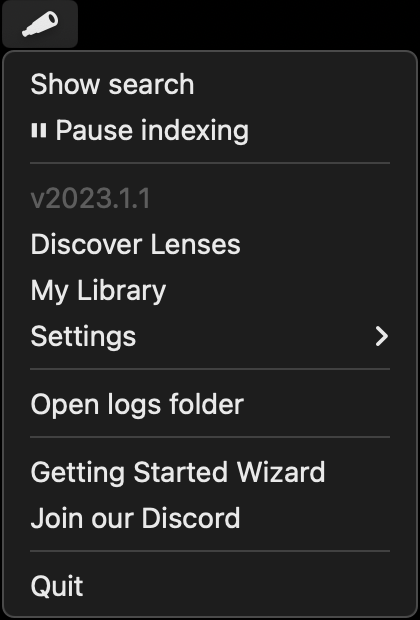 Show search
Pause indexing
v2023.1.1
Discover Lenses
My Library
Settings
Open logs folder
Getting Started Wizard
Join our Discord
Quit